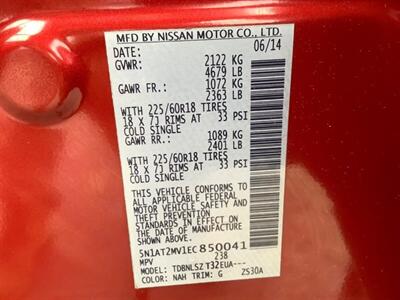 MFD BY NISSAN MOTOR CO., LTD.
DATE: 06/14
GVWR: 2122 KG
4679 LB
GAWR FR.: 1072 KG
2363 LB
WITH 225/60R18 TIRES
18 X 7J RIMS AT 33 PSI
COLD SINGLE
GAWR RR.: 1089 KG
2401 LB
WITH 225/60R18 TIRES
18 X 7J RIMS AT 33 PSI
COLD SINGLE
THIS VEHICLE CONFORMS TO
ALL APPLICABLE FEDERAL
MOTOR VEHICLE SAFETY AND
THEFT PREVENTION STANDARDS
IN EFFECT ON THE DATE OF
MANUFACTURE SHOWN ABOVE.
5N1AT2MV1EC850041
MPV 238
MODEL: TDBNLSZ T32EUA---
COLOR: NAH TRIM: G ZS30A